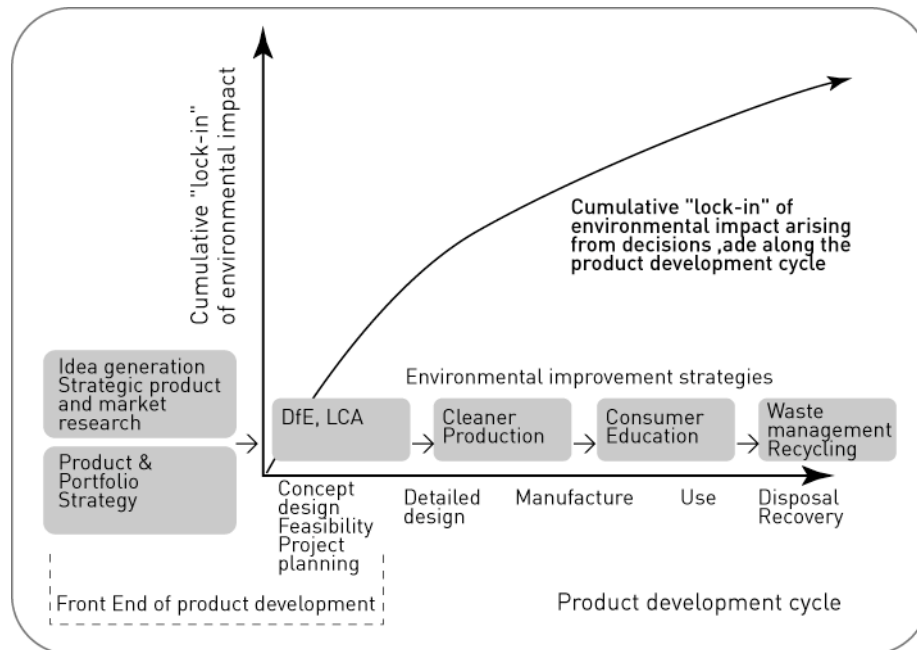 Cumulative "lock-in"
of environmental impact
Cumulative "lock-in" of
environmental impact arising
from decisions ,ade along the
product development cycle
Idea generation
Strategic product
and market
research
Product &
Portfolio
Strategy
Environmental improvement strategies
DfE, LCA
Cleaner
Production
Consumer
Education
Waste
management
Recycling
Concept
design
Feasibility
Project
planning
Detailed
design
Manufacture
Use
Disposal
Recovery
Front End of product development
Product development cycle